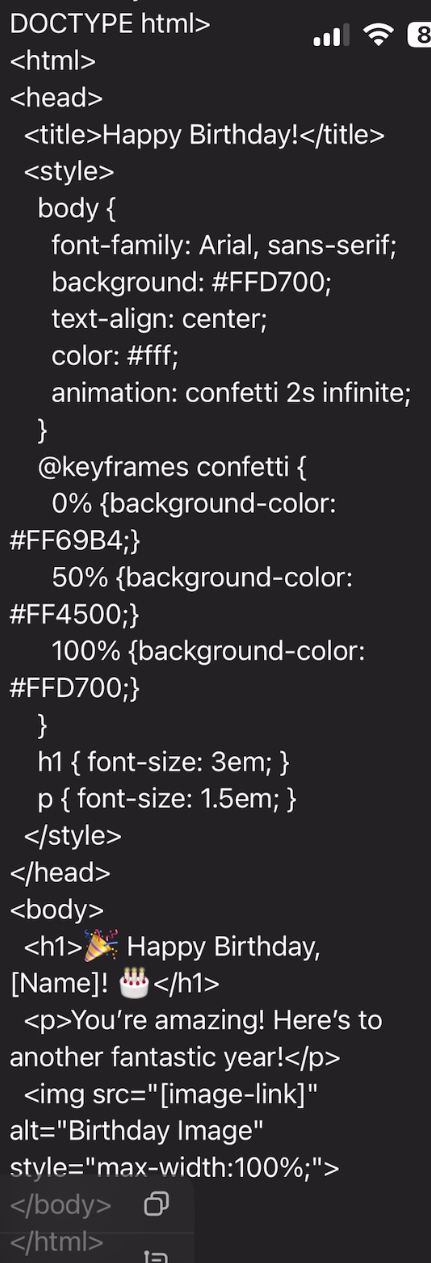 DOCTYPE html>
8
<html>
<head>
<title>Happy Birthday!</title>
<style>
body {
font-family: Arial, sans-serif;
background: #FFD700;
text-align: center;
color: #fff;
animation: confetti 2s infinite;
}
@keyframes confetti {
0% {background-color:
#FF69B4;}
50% {background-color:
#FF4500;}
100% {background-color:
#FFD700;}
}
h1 { font-size: 3em; }
p { font-size: 1.5em; }
</style>
</head>
<body>
<h1>🎉 Happy Birthday,
[Name]! 🎂</h1>
<p>You’re amazing! Here’s to
another fantastic year!</p>
<img src="[image-link]"
alt="Birthday Image"
style="max-width:100%;">
</body>
</html>